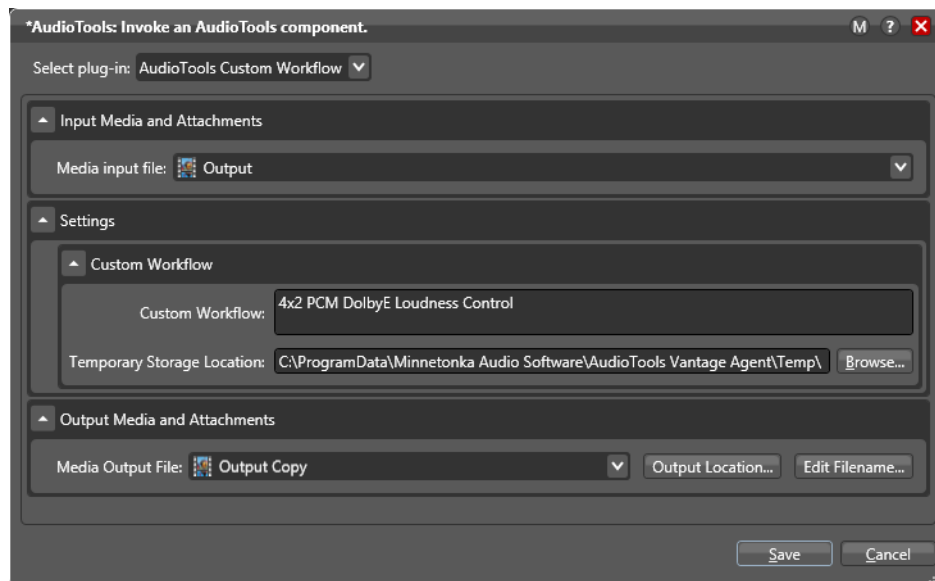 *AudioTools: Invoke an AudioTools component. M ?
Select plug-in: AudioTools Custom Workflow
Input Media and Attachments
Media input file: Output
Settings
Custom Workflow
Custom Workflow: 4x2 PCM DolbyE Loudness Control
Temporary Storage Location: C:\ProgramData\Minnetonka Audio Software\AudioTools Vantage Agent\Temp\ Browse...
Output Media and Attachments
Media Output File: Output Copy Output Location... Edit Filename...
Save Cancel